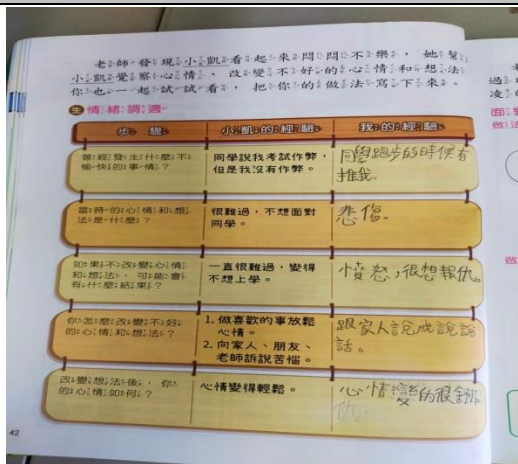 老師發現小凱看起來悶悶不樂，她幫
小凱覺察心情、改變不好的心情和想法。
你也一起試試看，把你的做法寫下來。
情緒調適
步驟 小凱的經驗 我的經驗
曾經發生什麼不
愉快的事情？
同學說我考試作弊，
但是我沒有作弊。
同學跑步的時候有
推我。
當時的心情和想
法是什麼？
很難過，不想面對
同學。
悲傷。
如果不改變心情
和想法，可能會
有什麼結果？
一直很難過，變得
不想上學。
憤怒，很想報仇。
你怎麼改變不好
的心情和想法？
1. 做喜歡的事放鬆
心情。
2. 向家人、朋友、
老師訴說苦惱。
跟家人說成說說
話。
改變想法後，你
的心情如何？
心情變得輕鬆。
心情變的很舒
42
過
凌
面
做法
做